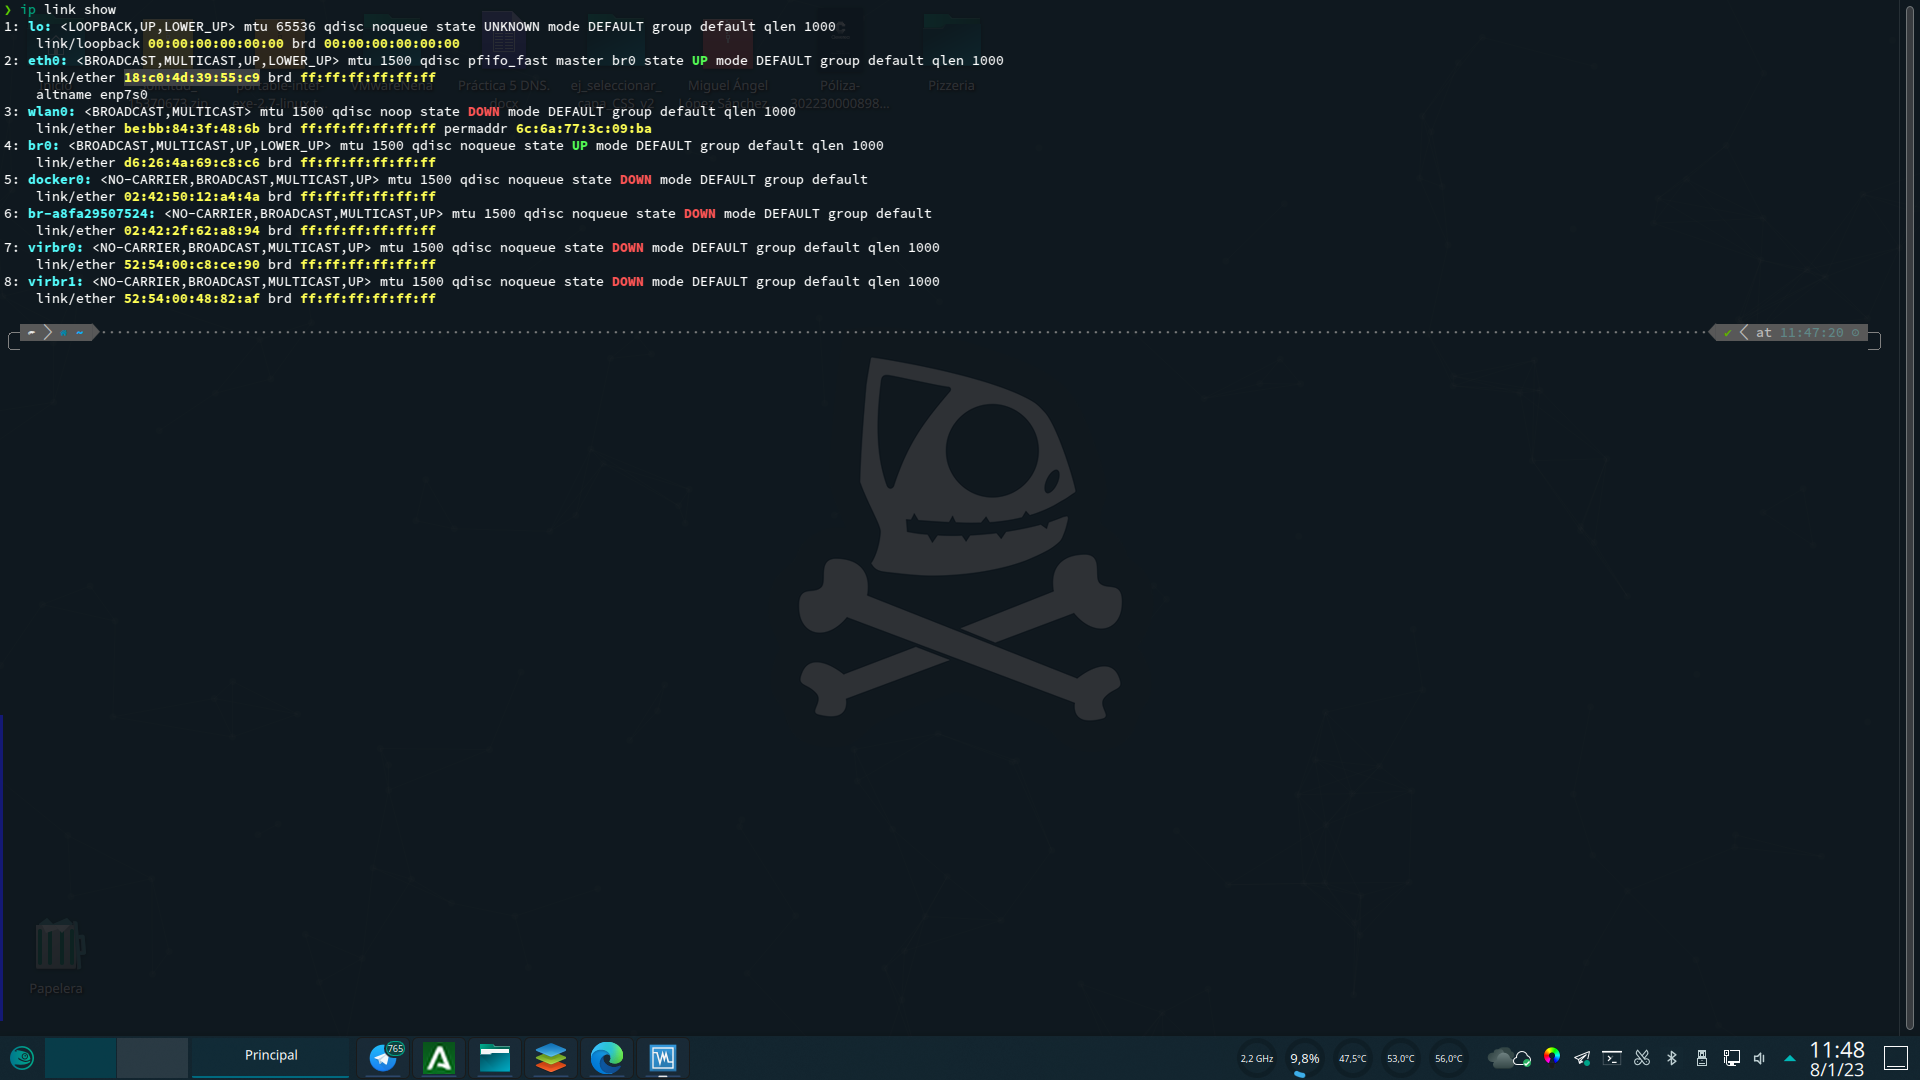 ❯ ip link show
1: lo: <LOOPBACK,UP,LOWER_UP> mtu 65536 qdisc noqueue state UNKNOWN mode DEFAULT group default qlen 1000
    link/loopback 00:00:00:00:00:00 brd 00:00:00:00:00:00
2: eth0: <BROADCAST,MULTICAST,UP,LOWER_UP> mtu 1500 qdisc pfifo_fast master br0 state UP mode DEFAULT group default qlen 1000
    link/ether 18:c0:4d:39:55:c9 brd ff:ff:ff:ff:ff:ff
    altname enp7s0
3: wlan0: <BROADCAST,MULTICAST> mtu 1500 qdisc noop state DOWN mode DEFAULT group default qlen 1000
    link/ether be:bb:84:3f:48:6b brd ff:ff:ff:ff:ff:ff permaddr 6c:6a:77:3c:09:ba
4: br0: <BROADCAST,MULTICAST,UP,LOWER_UP> mtu 1500 qdisc noqueue state UP mode DEFAULT group default qlen 1000
    link/ether d6:26:4a:69:c8:c6 brd ff:ff:ff:ff:ff:ff
5: docker0: <NO-CARRIER,BROADCAST,MULTICAST,UP> mtu 1500 qdisc noqueue state DOWN mode DEFAULT group default
    link/ether 02:42:50:12:a4:4a brd ff:ff:ff:ff:ff:ff
6: br-a8fa29507524: <NO-CARRIER,BROADCAST,MULTICAST,UP> mtu 1500 qdisc noqueue state DOWN mode DEFAULT group default
    link/ether 02:42:2f:62:a8:94 brd ff:ff:ff:ff:ff:ff
7: virbr0: <NO-CARRIER,BROADCAST,MULTICAST,UP> mtu 1500 qdisc noqueue state DOWN mode DEFAULT group default qlen 1000
    link/ether 52:54:00:c8:ce:90 brd ff:ff:ff:ff:ff:ff
8: virbr1: <NO-CARRIER,BROADCAST,MULTICAST,UP> mtu 1500 qdisc noqueue state DOWN mode DEFAULT group default qlen 1000
    link/ether 52:54:00:48:82:af brd ff:ff:ff:ff:ff:ff
~ at 11:47:20
VMwareNeria
Práctica 5 DNS.
docx
ej_seleccionar_
capa_CSS_v2
Miguel Ángel
López Sánchez
Póliza-
302230000898...
Pizzeria
Papelera
Principal
765
2,2 GHz
9,8%
47,5°C
53,0°C
56,0°C
11:48
8/1/23